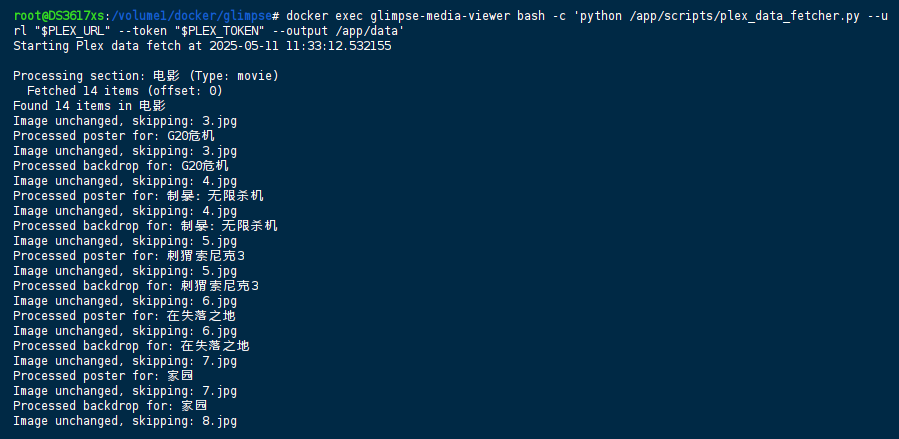 root@DS3617xs:/volume1/docker/glimpse# docker exec glimpse-media-viewer bash -c 'python /app/scripts/plex_data_fetcher.py --u
rl "$PLEX_URL" --token "$PLEX_TOKEN" --output /app/data'
Starting Plex data fetch at 2025-05-11 11:33:12.532155
Processing section: 电影 (Type: movie)
Fetched 14 items (offset: 0)
Found 14 items in 电影
Image unchanged, skipping: 3.jpg
Processed poster for: G20危机
Image unchanged, skipping: 3.jpg
Processed backdrop for: G20危机
Image unchanged, skipping: 4.jpg
Processed poster for: 制暴：无限杀机
Image unchanged, skipping: 4.jpg
Processed backdrop for: 制暴：无限杀机
Image unchanged, skipping: 5.jpg
Processed poster for: 刺猬索尼克3
Image unchanged, skipping: 5.jpg
Processed backdrop for: 刺猬索尼克3
Image unchanged, skipping: 6.jpg
Processed poster for: 在失落之地
Image unchanged, skipping: 6.jpg
Processed backdrop for: 在失落之地
Image unchanged, skipping: 7.jpg
Processed poster for: 家园
Image unchanged, skipping: 7.jpg
Processed backdrop for: 家园
Image unchanged, skipping: 8.jpg